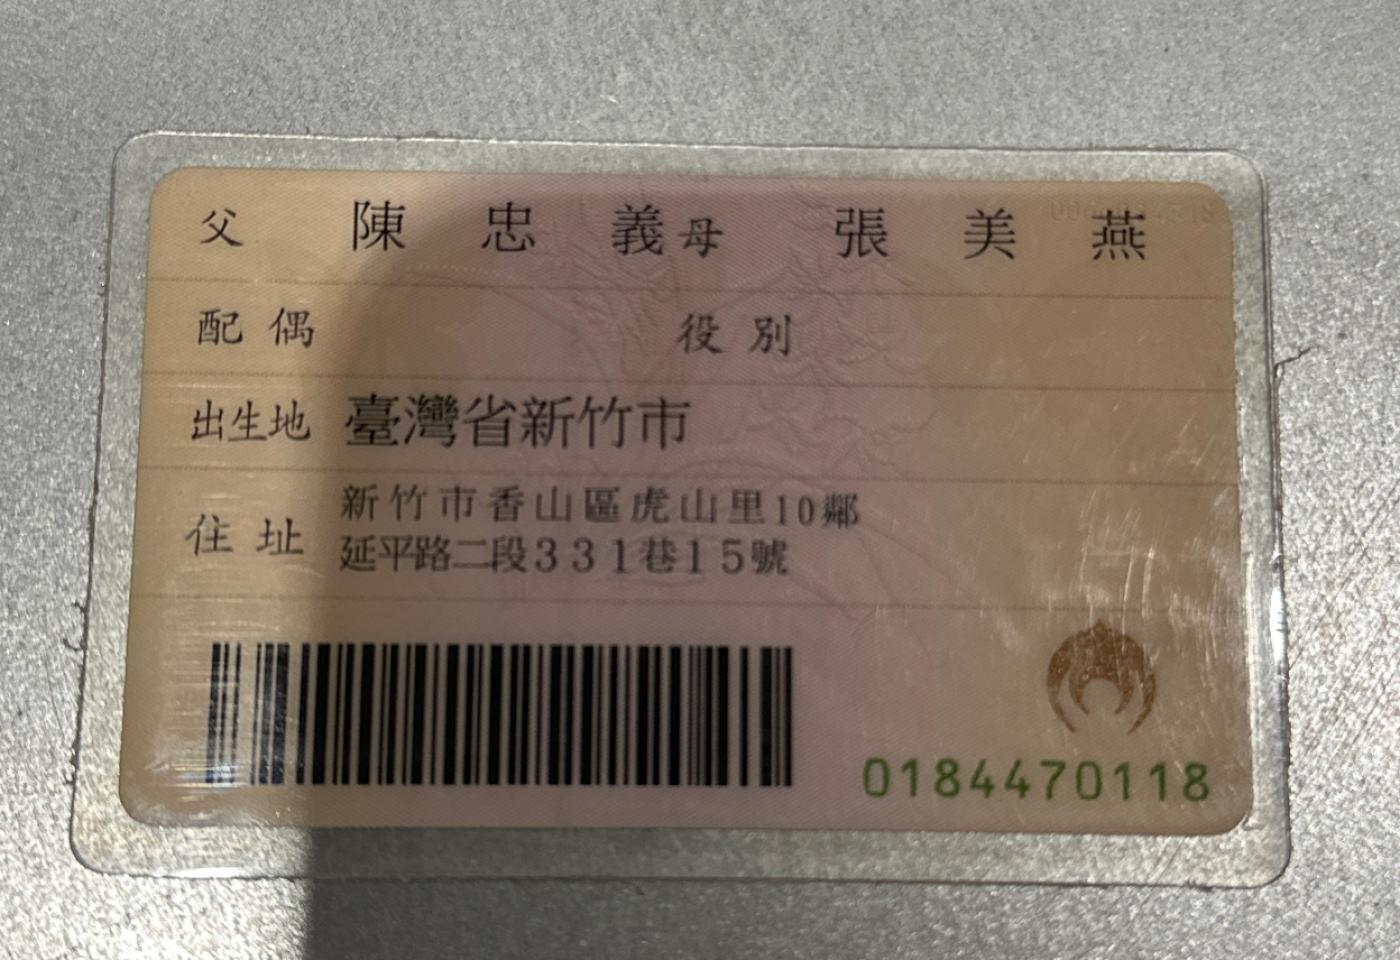 父 陳忠義 母 張美燕
配偶 役別
出生地 臺灣省新竹市
住址 新竹市香山區虎山里10鄰
延平路二段331巷15號
0184470118